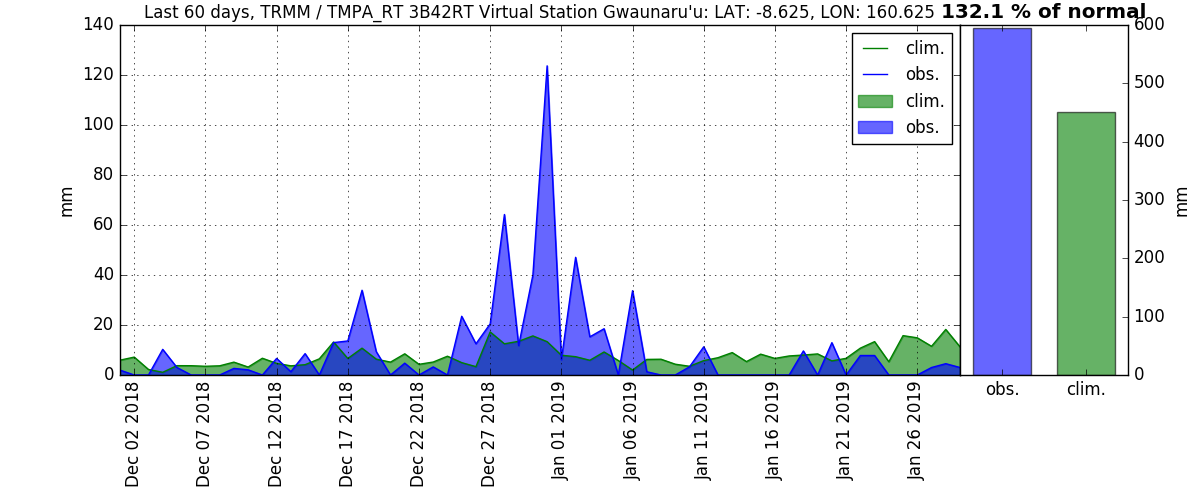 Last 60 days, TRMM / TMPA_RT 3B42RT Virtual Station Gwaunaru'u: LAT: -8.625, LON: 160.625 132.1 % of normal
140
120
100
80
60
40
20
0
mm
clim.
obs.
clim.
obs.
600
500
400
300
200
100
0
mm
Dec 02 2018
Dec 07 2018
Dec 12 2018
Dec 17 2018
Dec 22 2018
Dec 27 2018
Jan 01 2019
Jan 06 2019
Jan 11 2019
Jan 16 2019
Jan 21 2019
Jan 26 2019
obs.
clim.